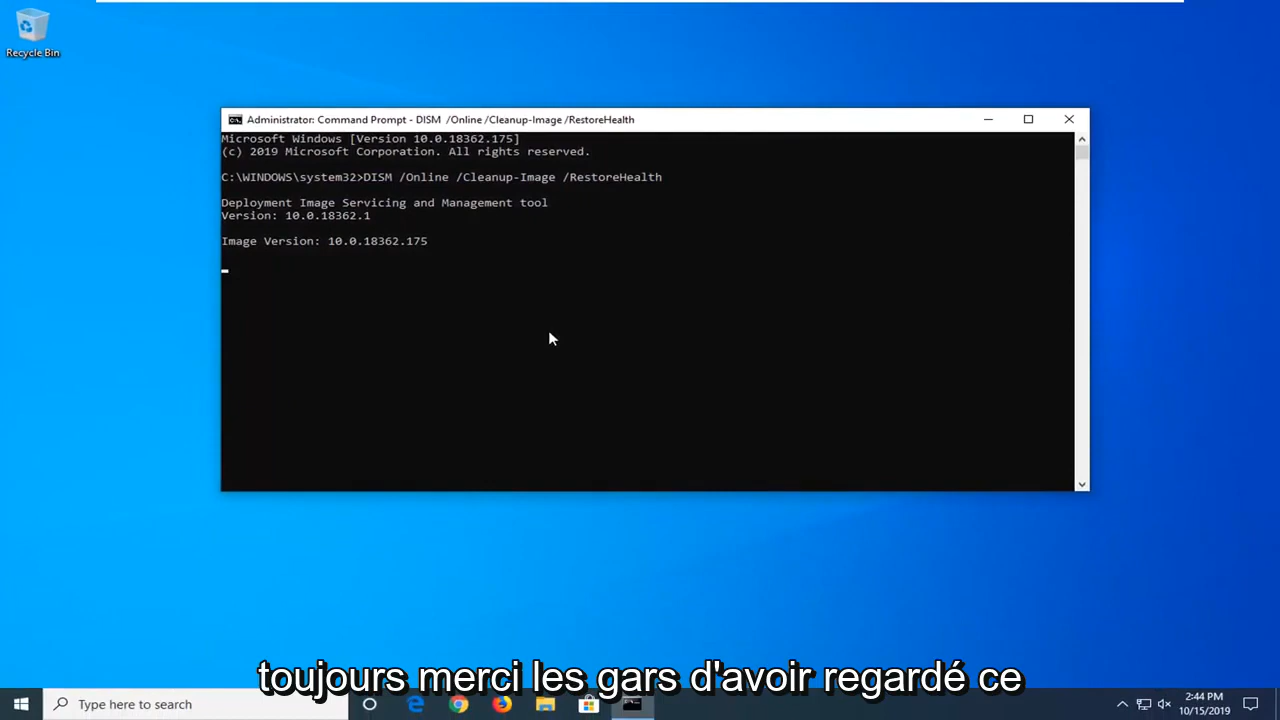 Recycle Bin
Administrator: Command Prompt - DISM /Online /Cleanup-Image /RestoreHealth
Microsoft Windows [Version 10.0.18362.175]
(c) 2019 Microsoft Corporation. All rights reserved.
C:\WINDOWS\system32>DISM /Online /Cleanup-Image /RestoreHealth
Deployment Image Servicing and Management tool
Version: 10.0.18362.1
Image Version: 10.0.18362.175
toujours merci les gars d'avoir regardé ce
Type here to search
2:44 PM
10/15/2019